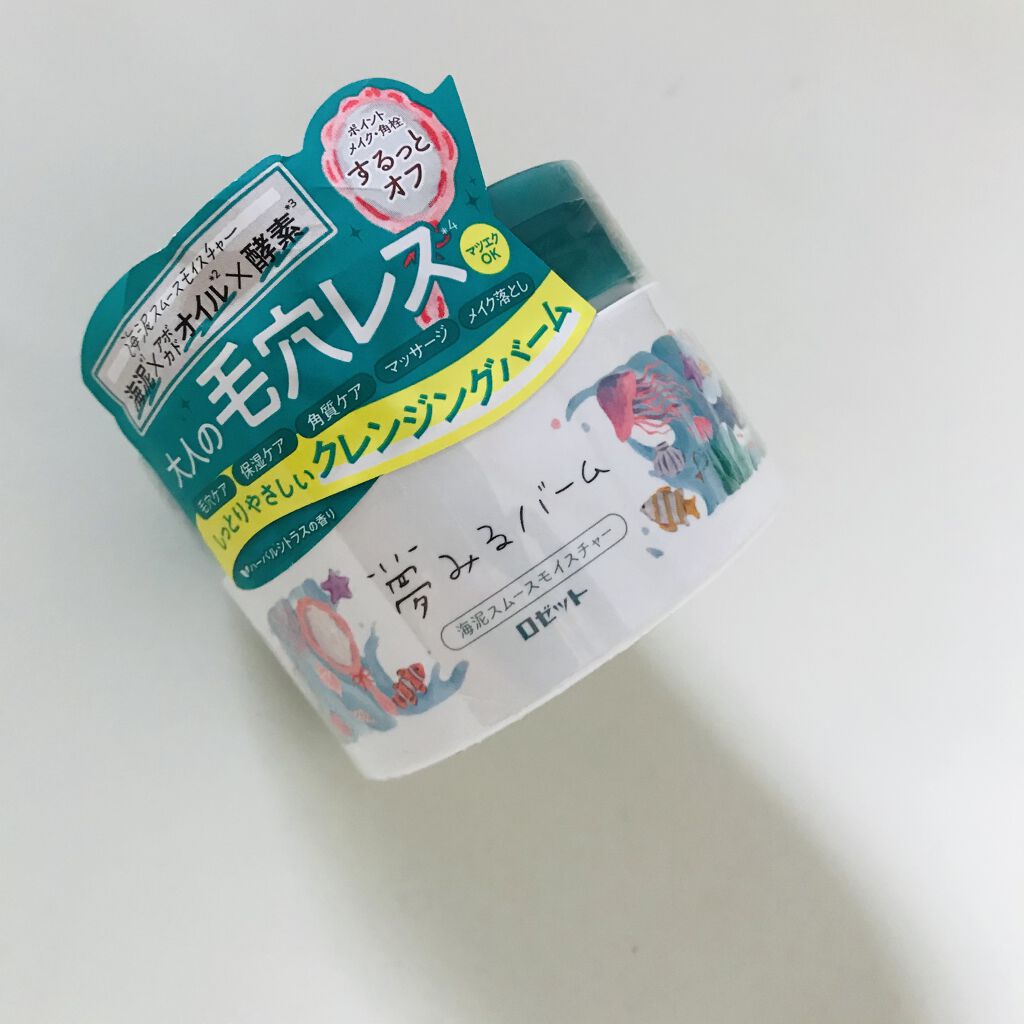 ポイント
メイク・角栓
するっと
オフ
海泥スムースモイスチャー
海泥×アボカドオイル*2×酵素*3
大人の毛穴レス*4
マツエク
OK
毛穴ケア 保湿ケア 角質ケア マッサージ メイク落とし
しっとりやさしいクレンジングバーム
♥ハーバルシトラスの香り
夢みるバーム
海泥スムースモイスチャー
ロゼット